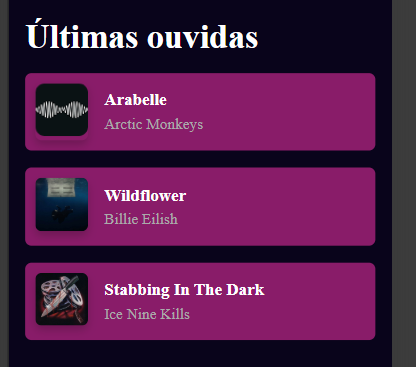 Últimas ouvidas
Arabelle
Arctic Monkeys
Wildflower
Billie Eilish
Stabbing In The Dark
Ice Nine Kills